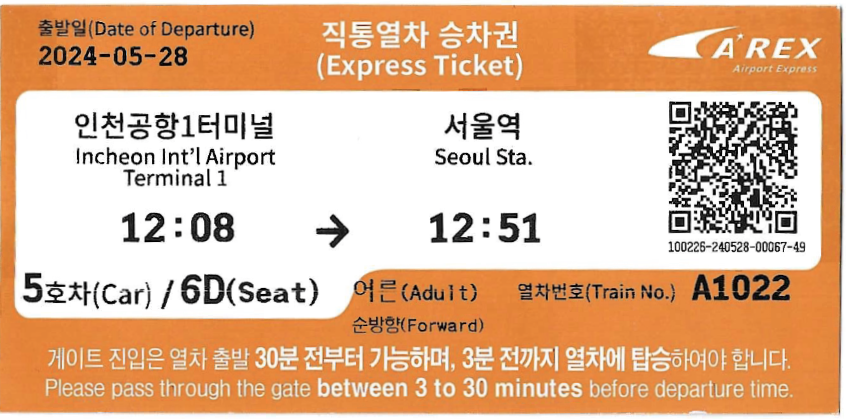 출발일(Date of Departure)
2024-05-28
직통열차 승차권
(Express Ticket)
A*REX
Airport Express
인천공항1터미널
Incheon Int'l Airport
Terminal 1
12:08
→
서울역
Seoul Sta.
12:51
100226-240528-00067-49
5호차(Car) / 6D(Seat)
어른(Adult)
열차번호(Train No.) A1022
순방향(Forward)
게이트 진입은 열차 출발 30분 전부터 가능하며, 3분 전까지 열차에 탑승하여야 합니다.
Please pass through the gate between 3 to 30 minutes before departure time.